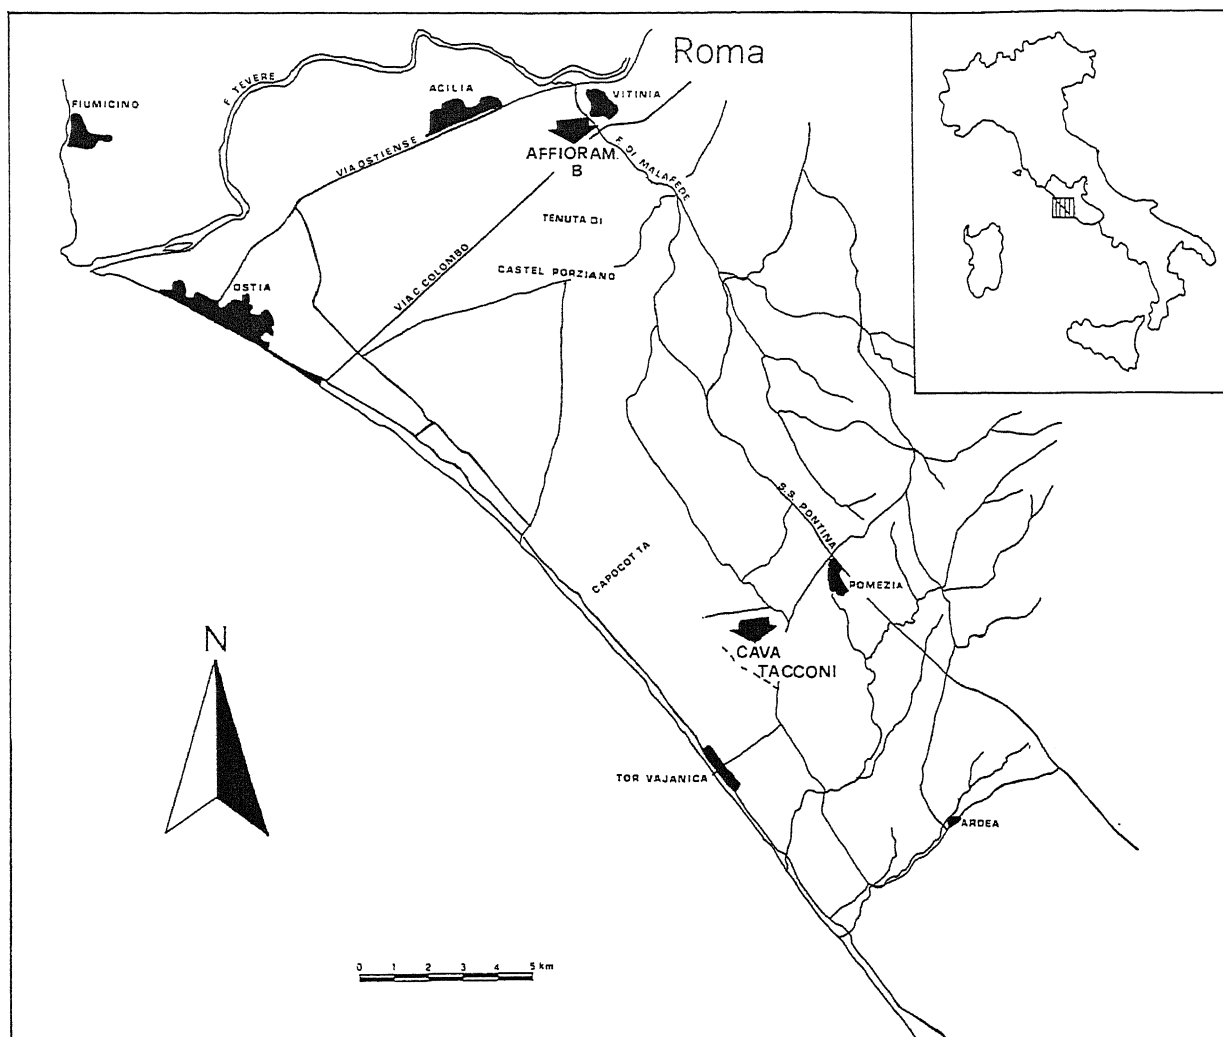 Roma
F. TEVERE
ACILIA
VITINIA
FIUMICINO
VIA OSTIENSE
AFFIORAM.
B
F. DI MALAFEDE
TENUTA DI
CASTEL PORZIANO
VIA C. COLOMBO
OSTIA
S.S. PONTINA
CAPOCOTTA
POMEZIA
N
CAVA
TACCONI
TOR VAJANICA
ARDEA
0 1 2 3 4 5 km